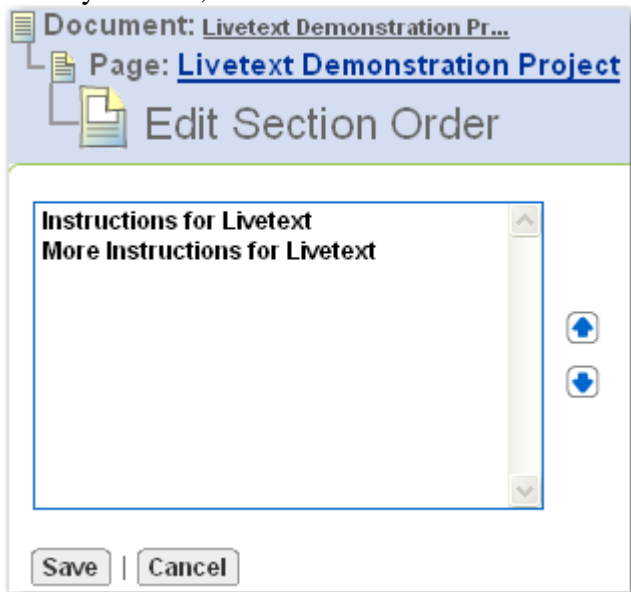 Document: Livetext Demonstration Pr...
Page: Livetext Demonstration Project
Edit Section Order
Instructions for Livetext
More Instructions for Livetext
Save | Cancel